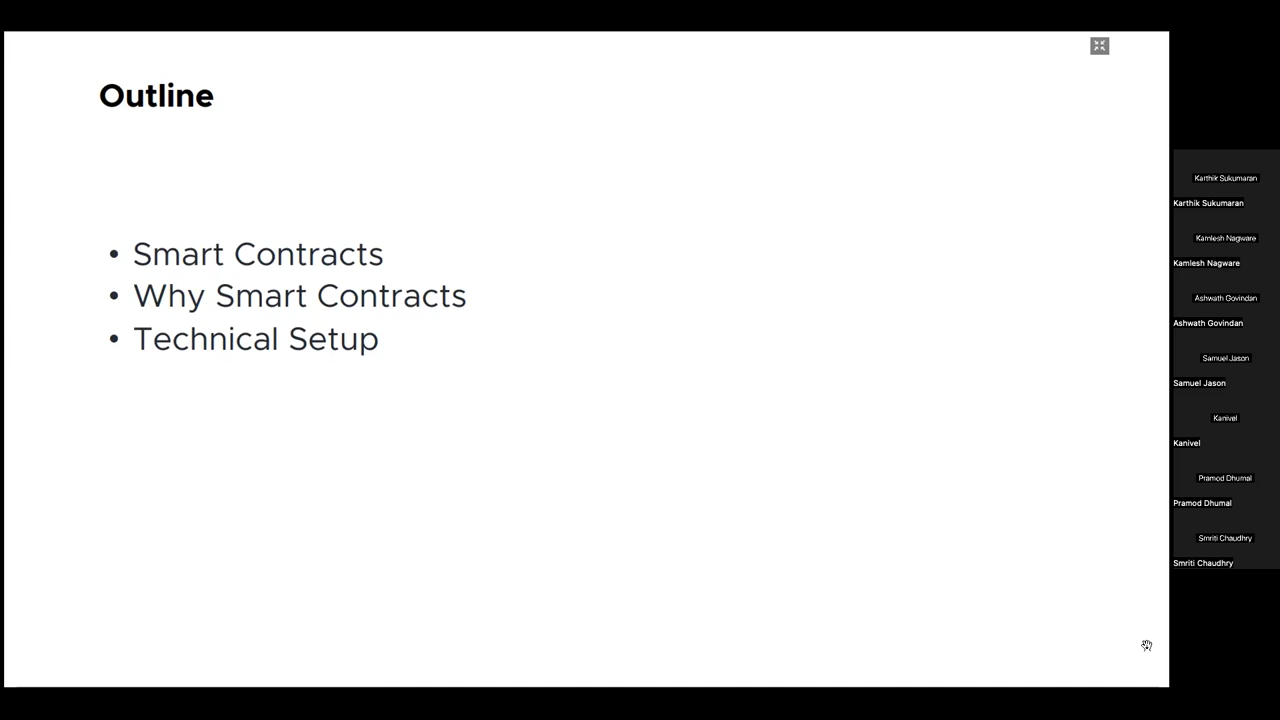 Outline
• Smart Contracts
• Why Smart Contracts
• Technical Setup
Karthik Sukumaran
Karthik Sukumaran
Kamlesh Nagware
Kamlesh Nagware
Ashwath Govindan
Ashwath Govindan
Samuel Jason
Samuel Jason
Kanivel
Kanivel
Pramod Dhumal
Pramod Dhumal
Smriti Chaudhry
Smriti Chaudhry